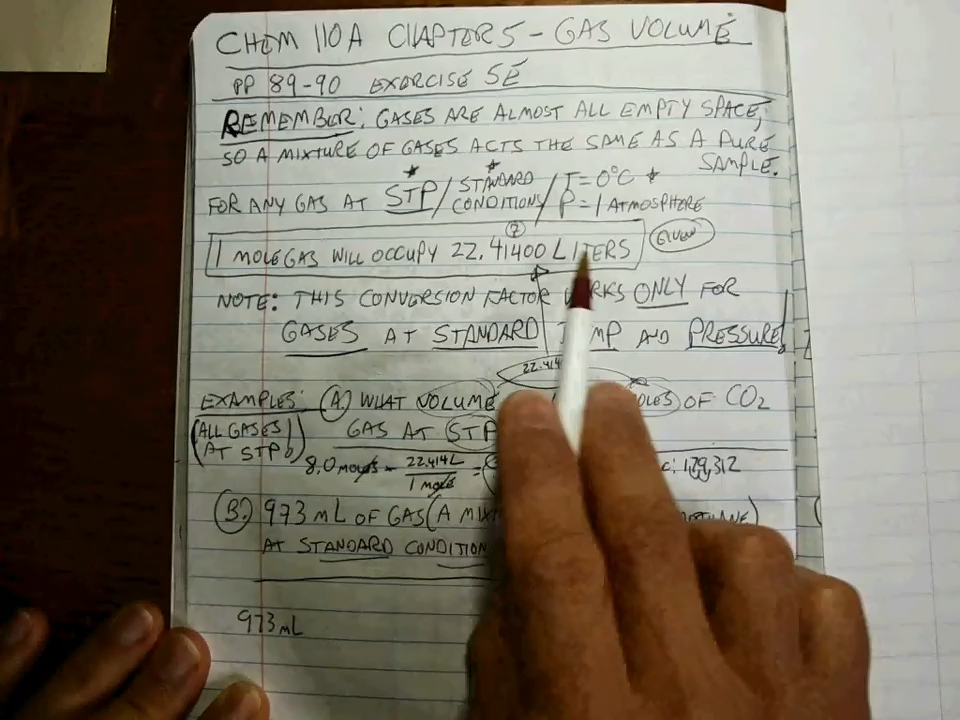 CHEM 110A CHAPTER 5 - GAS VOLUME
PP 89-90 EXERCISE 5E
REMEMBER: GASES ARE ALMOST ALL EMPTY SPACE,
SO A MIXTURE OF GASES ACTS THE SAME AS A PURE
SAMPLE.
FOR ANY GAS AT STP / STANDARD CONDITIONS / T = 0°C
P = 1 ATMOSPHERE
1 MOLE GAS WILL OCCUPY 22.41400 LITERS GIVEN
NOTE: THIS CONVERSION FACTOR WORKS ONLY FOR
GASES AT STANDARD TEMP AND PRESSURE
22.414
EXAMPLES: (A) WHAT VOLUME OF CO2
(ALL GASES AT STP) GAS AT STP
8.0 moles 22.414L / 1 mole = 179.312
(B.) 973 mL OF GAS (A MIX
AT STANDARD CONDITION
973 mL